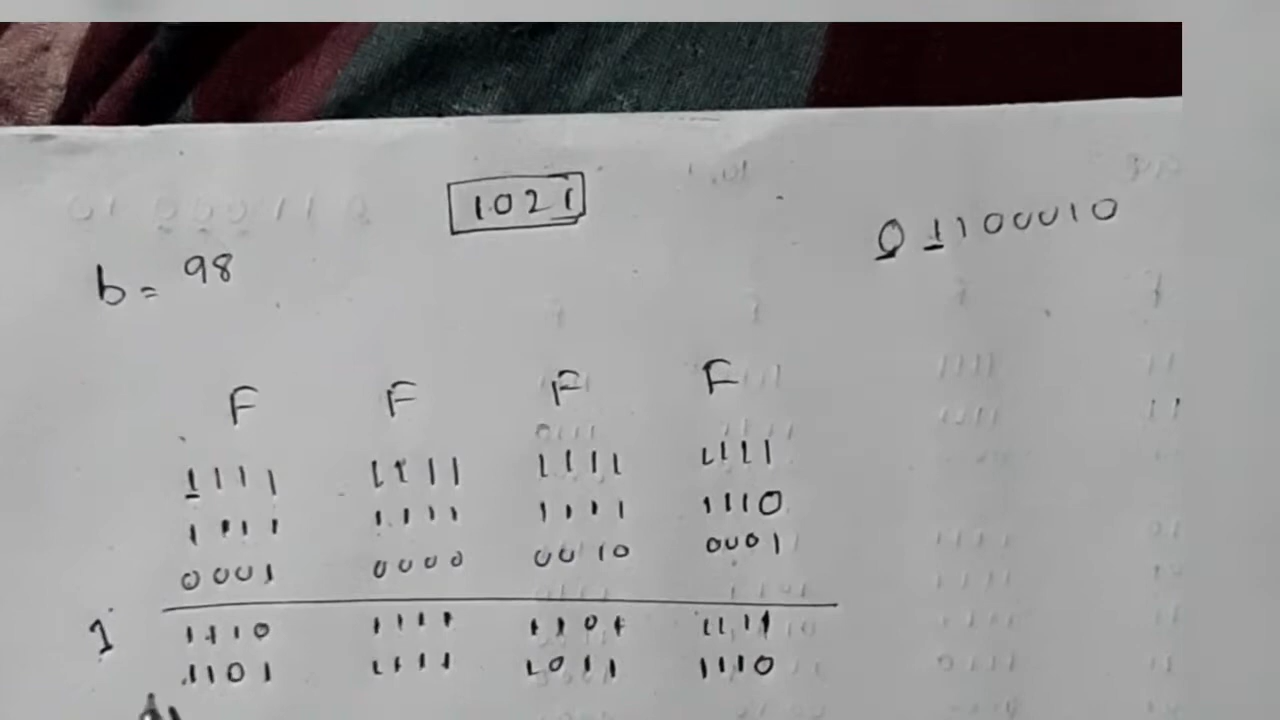 1021
01100010
b = 98
F F F F
1111 1111 1111 1111
1111 1111 1111 1110
0001 0000 0010 0001
1 1110 1111 1101 1111
1101 1111 1011 1110